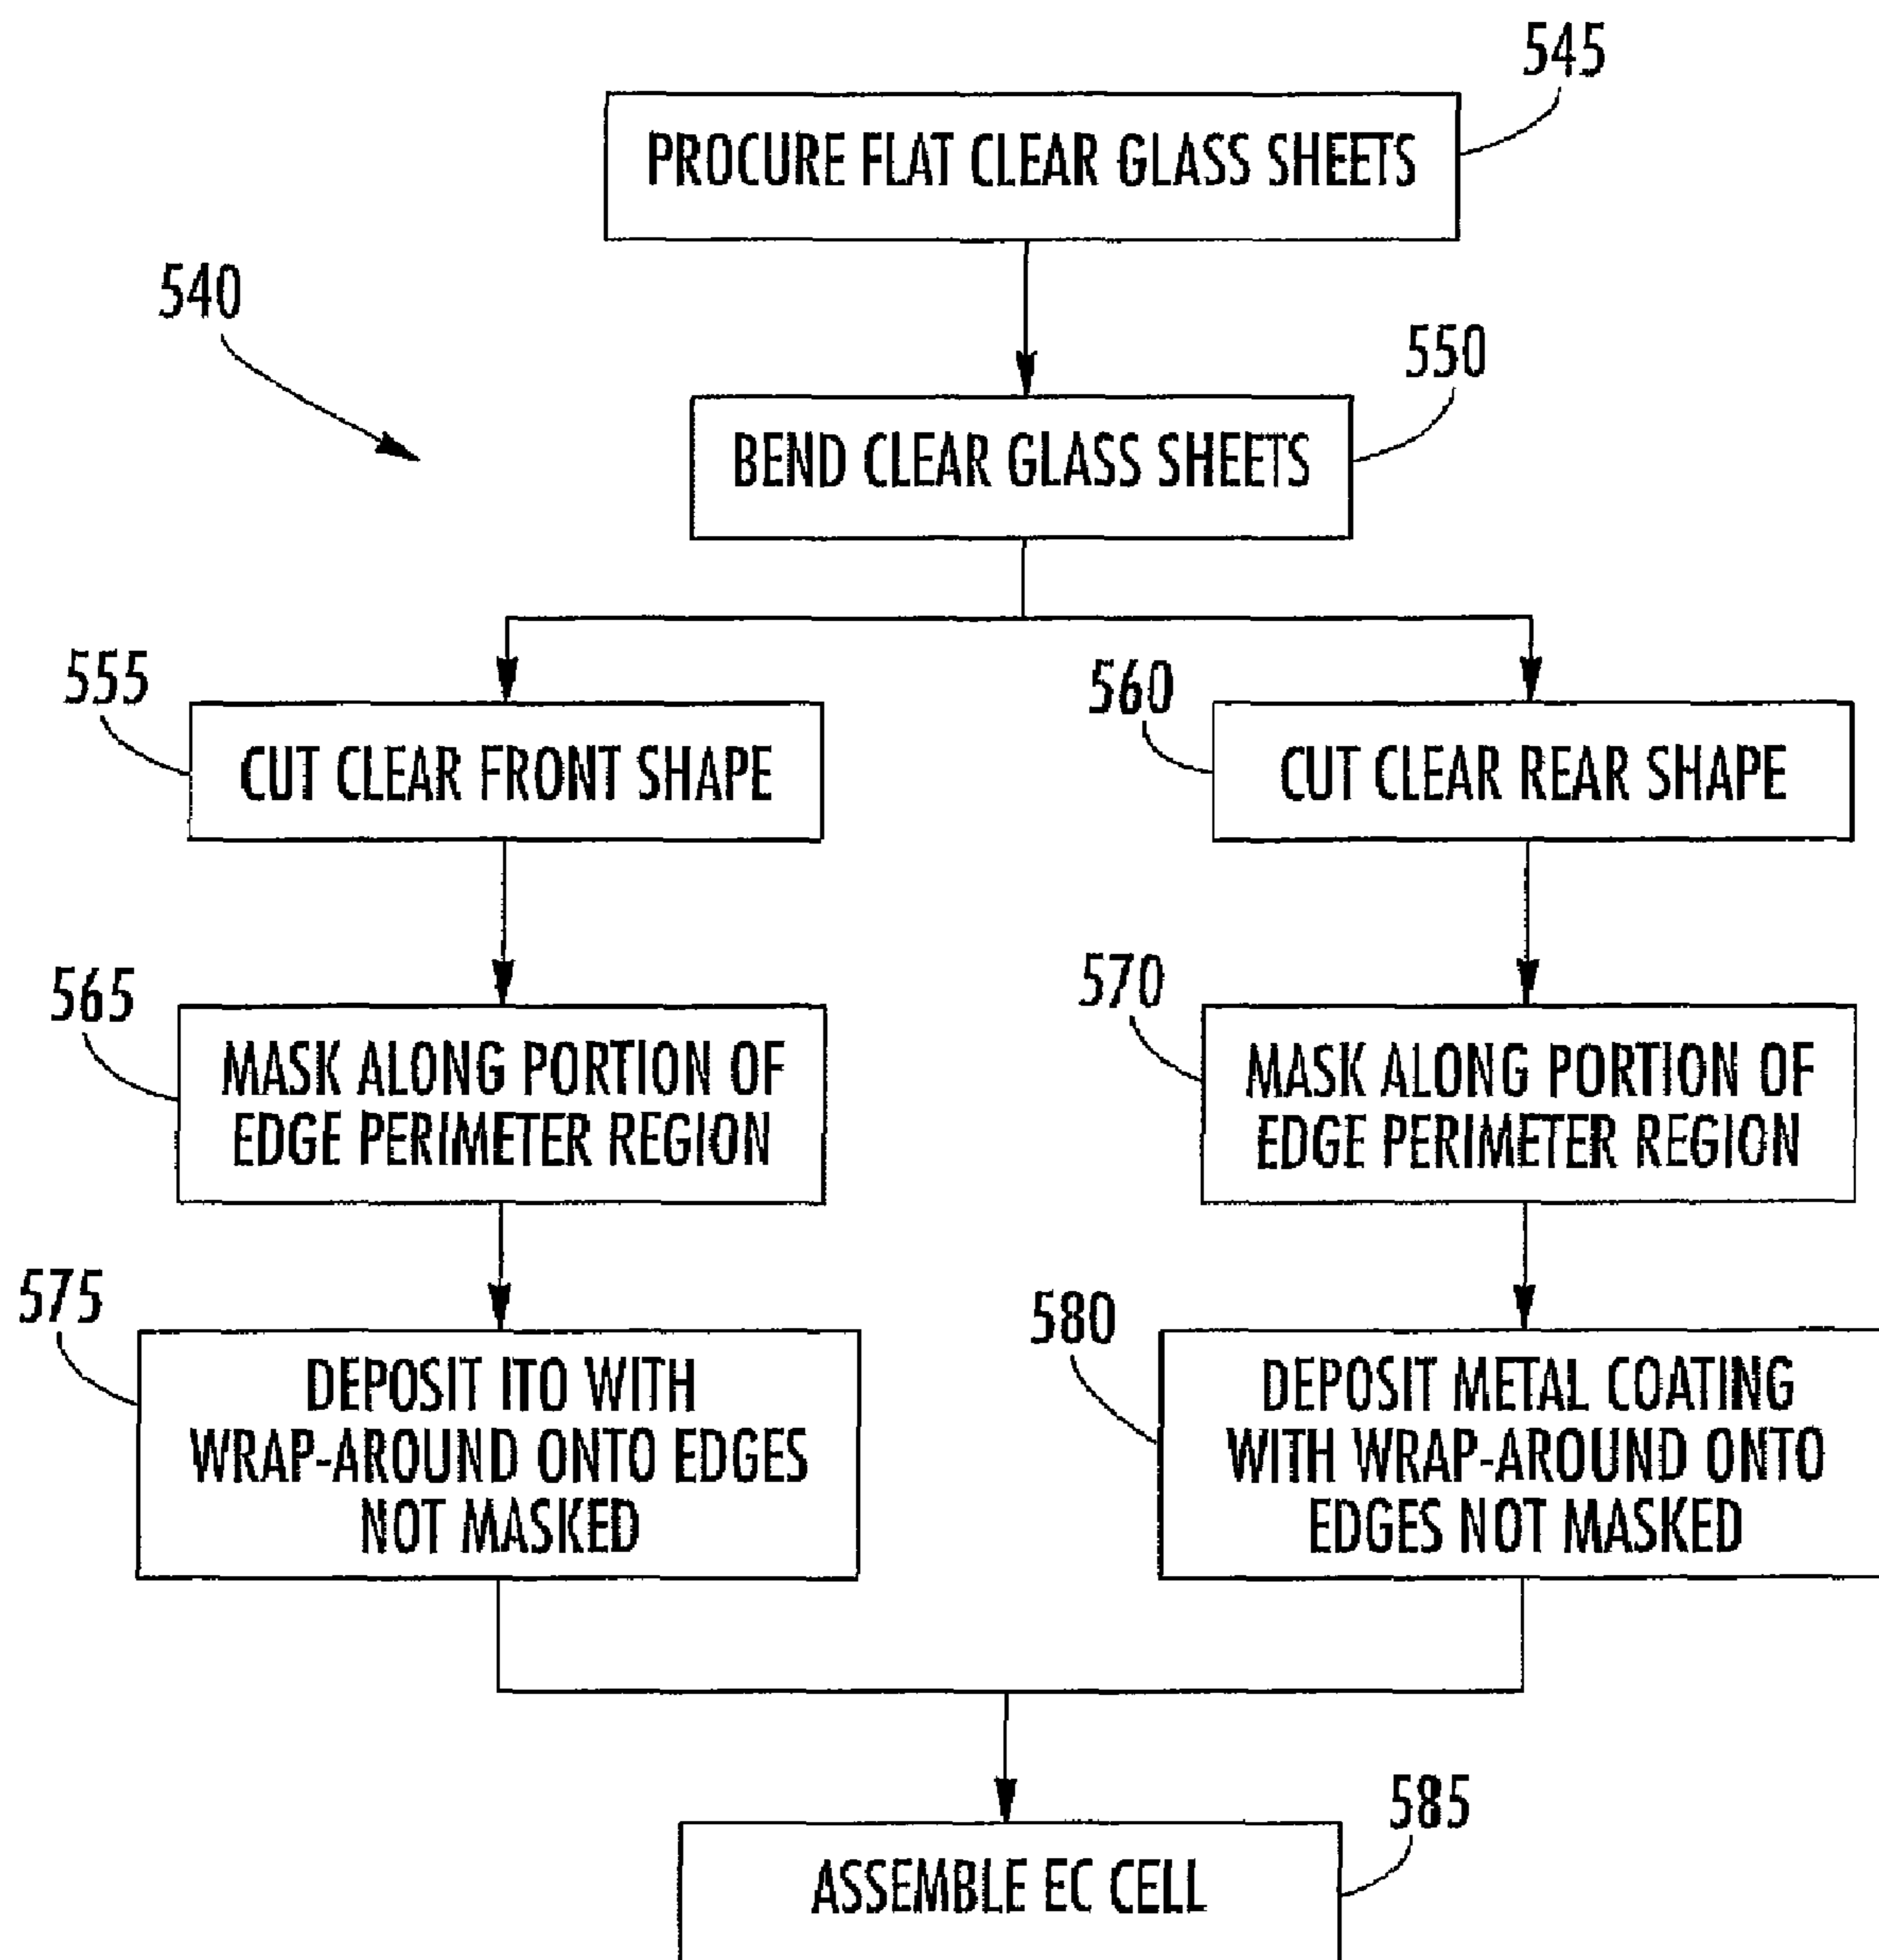 545
PROCURE FLAT CLEAR GLASS SHEETS
540
550
BEND CLEAR GLASS SHEETS
555
CUT CLEAR FRONT SHAPE
560
CUT CLEAR REAR SHAPE
565
MASK ALONG PORTION OF
EDGE PERIMETER REGION
570
MASK ALONG PORTION OF
EDGE PERIMETER REGION
575
DEPOSIT ITO WITH
WRAP-AROUND ONTO EDGES
NOT MASKED
580
DEPOSIT METAL COATING
WITH WRAP-AROUND ONTO
EDGES NOT MASKED
585
ASSEMBLE EC CELL